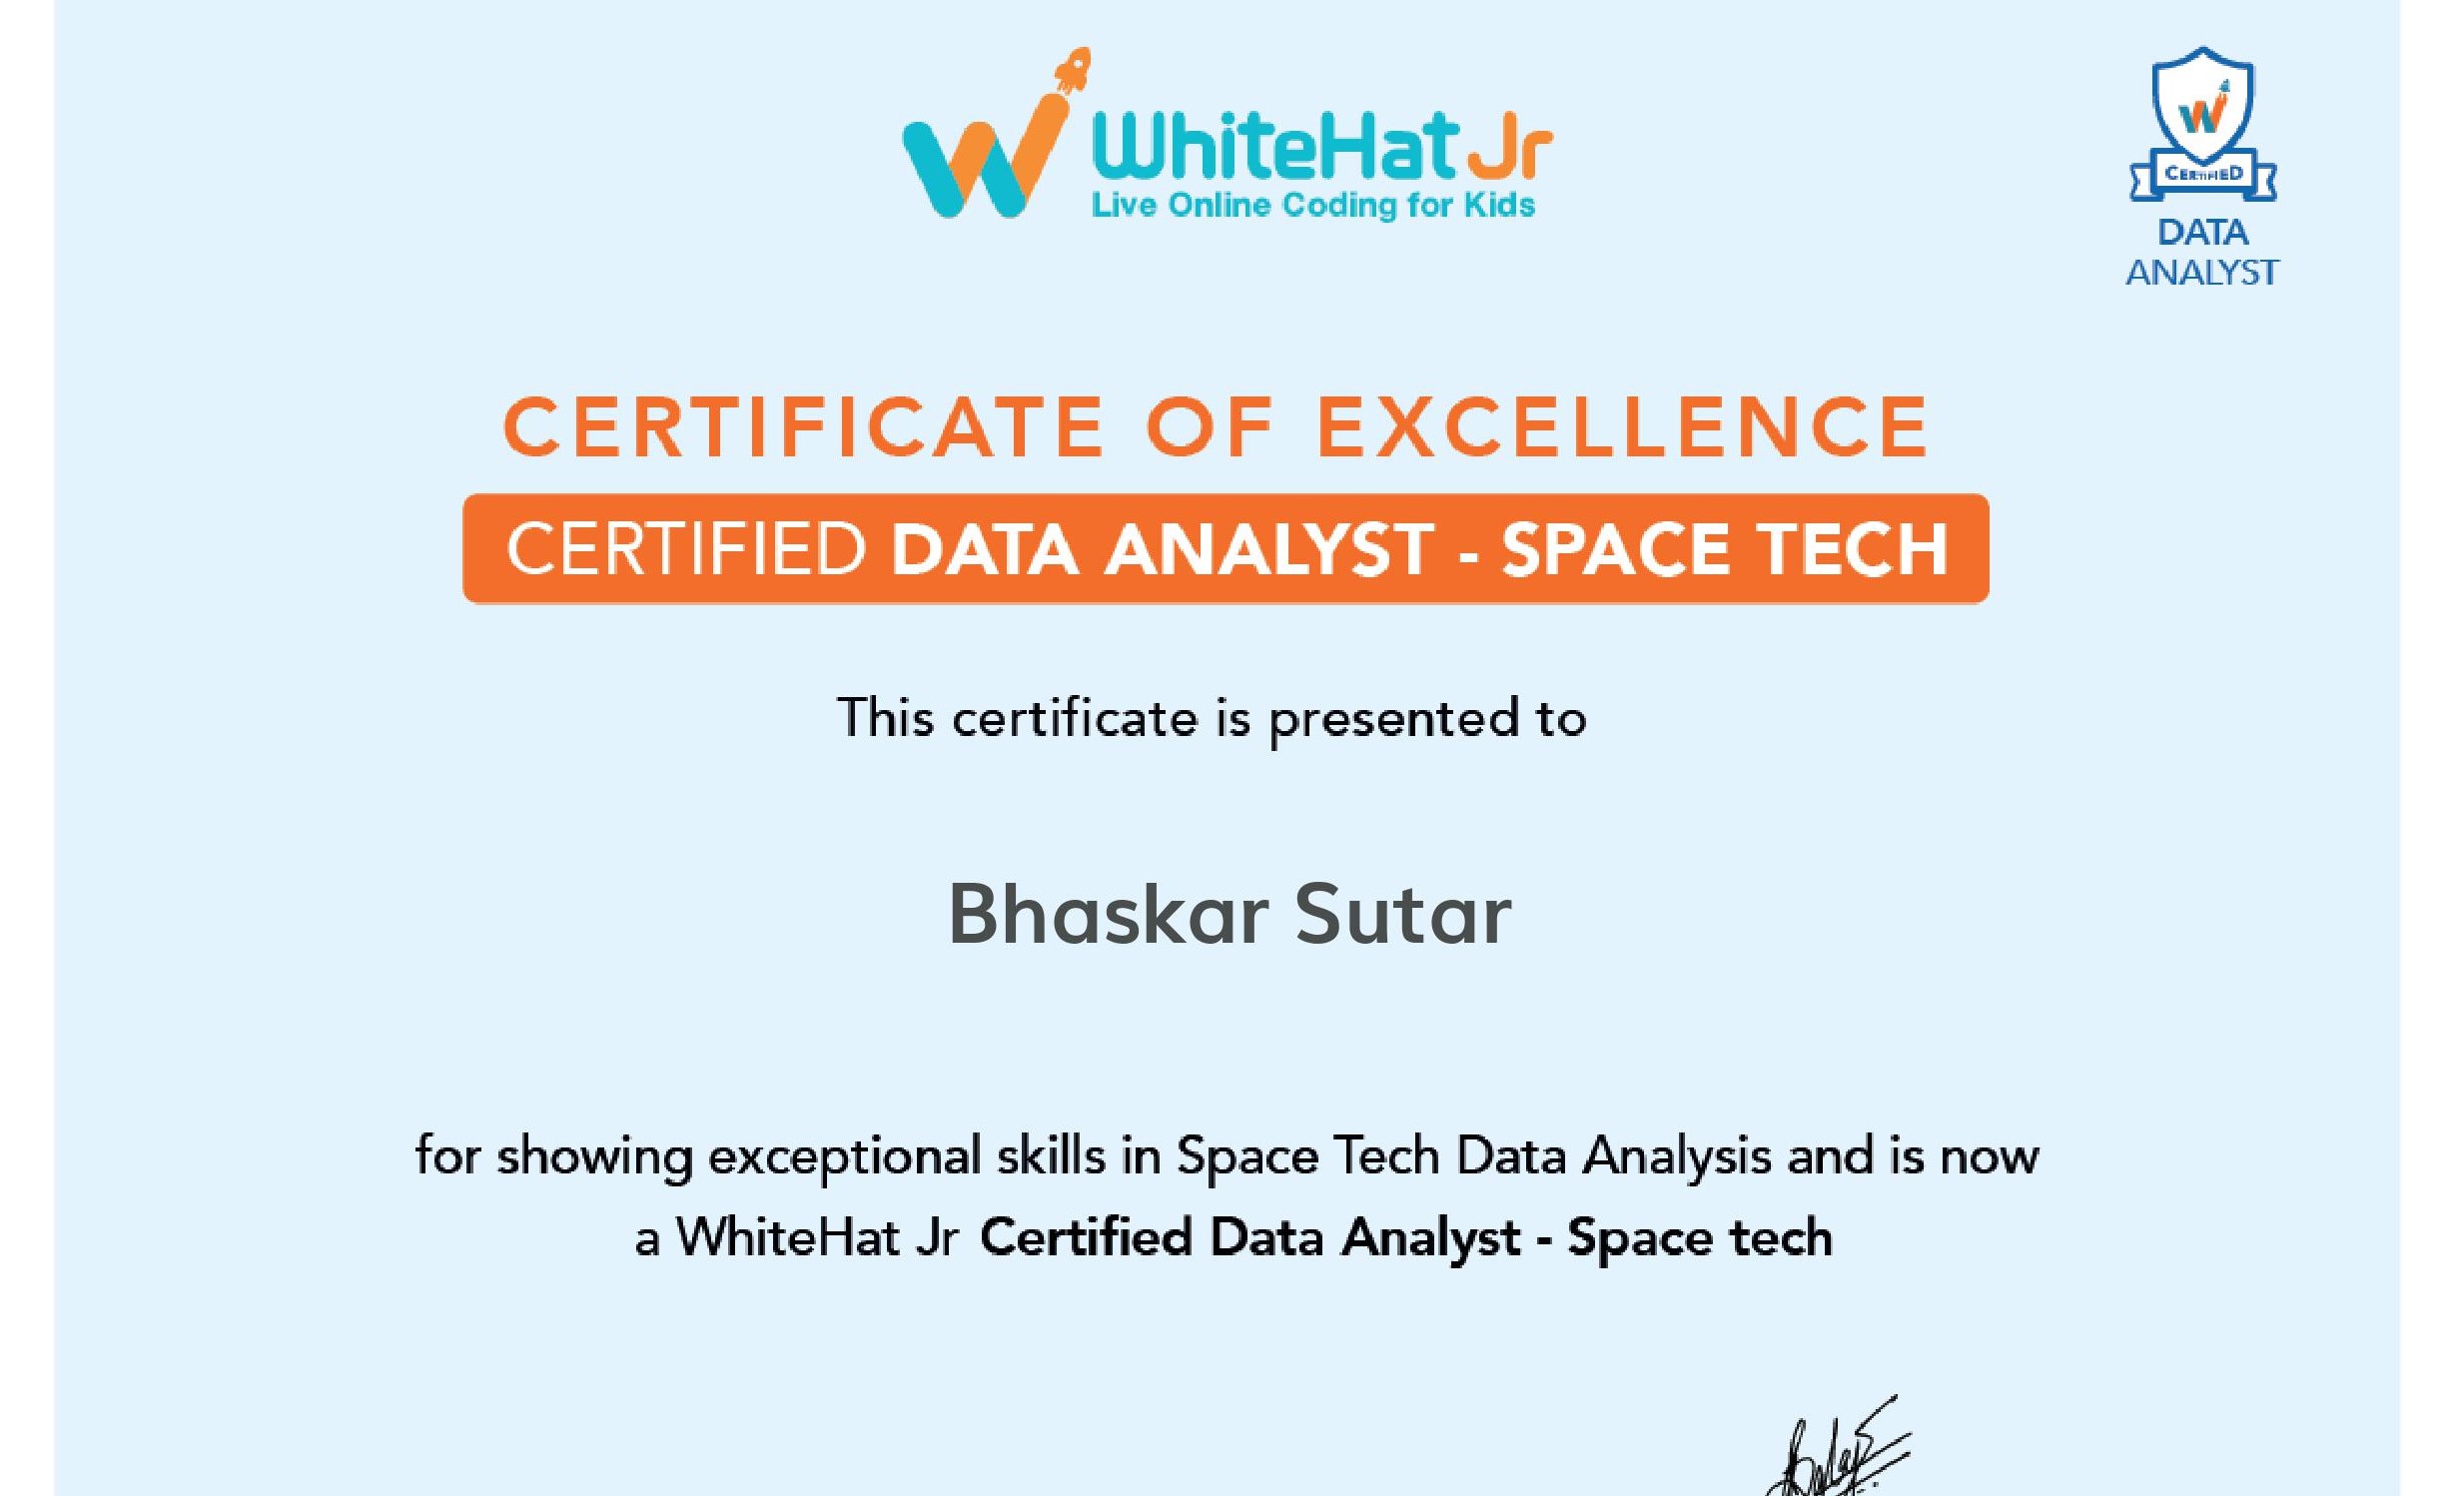 WhiteHat Jr
Live Online Coding for Kids
W
CERTIFIED
DATA
ANALYST
CERTIFICATE OF EXCELLENCE
CERTIFIED DATA ANALYST - SPACE TECH
This certificate is presented to
Bhaskar Sutar
for showing exceptional skills in Space Tech Data Analysis and is now
a WhiteHat Jr Certified Data Analyst - Space tech